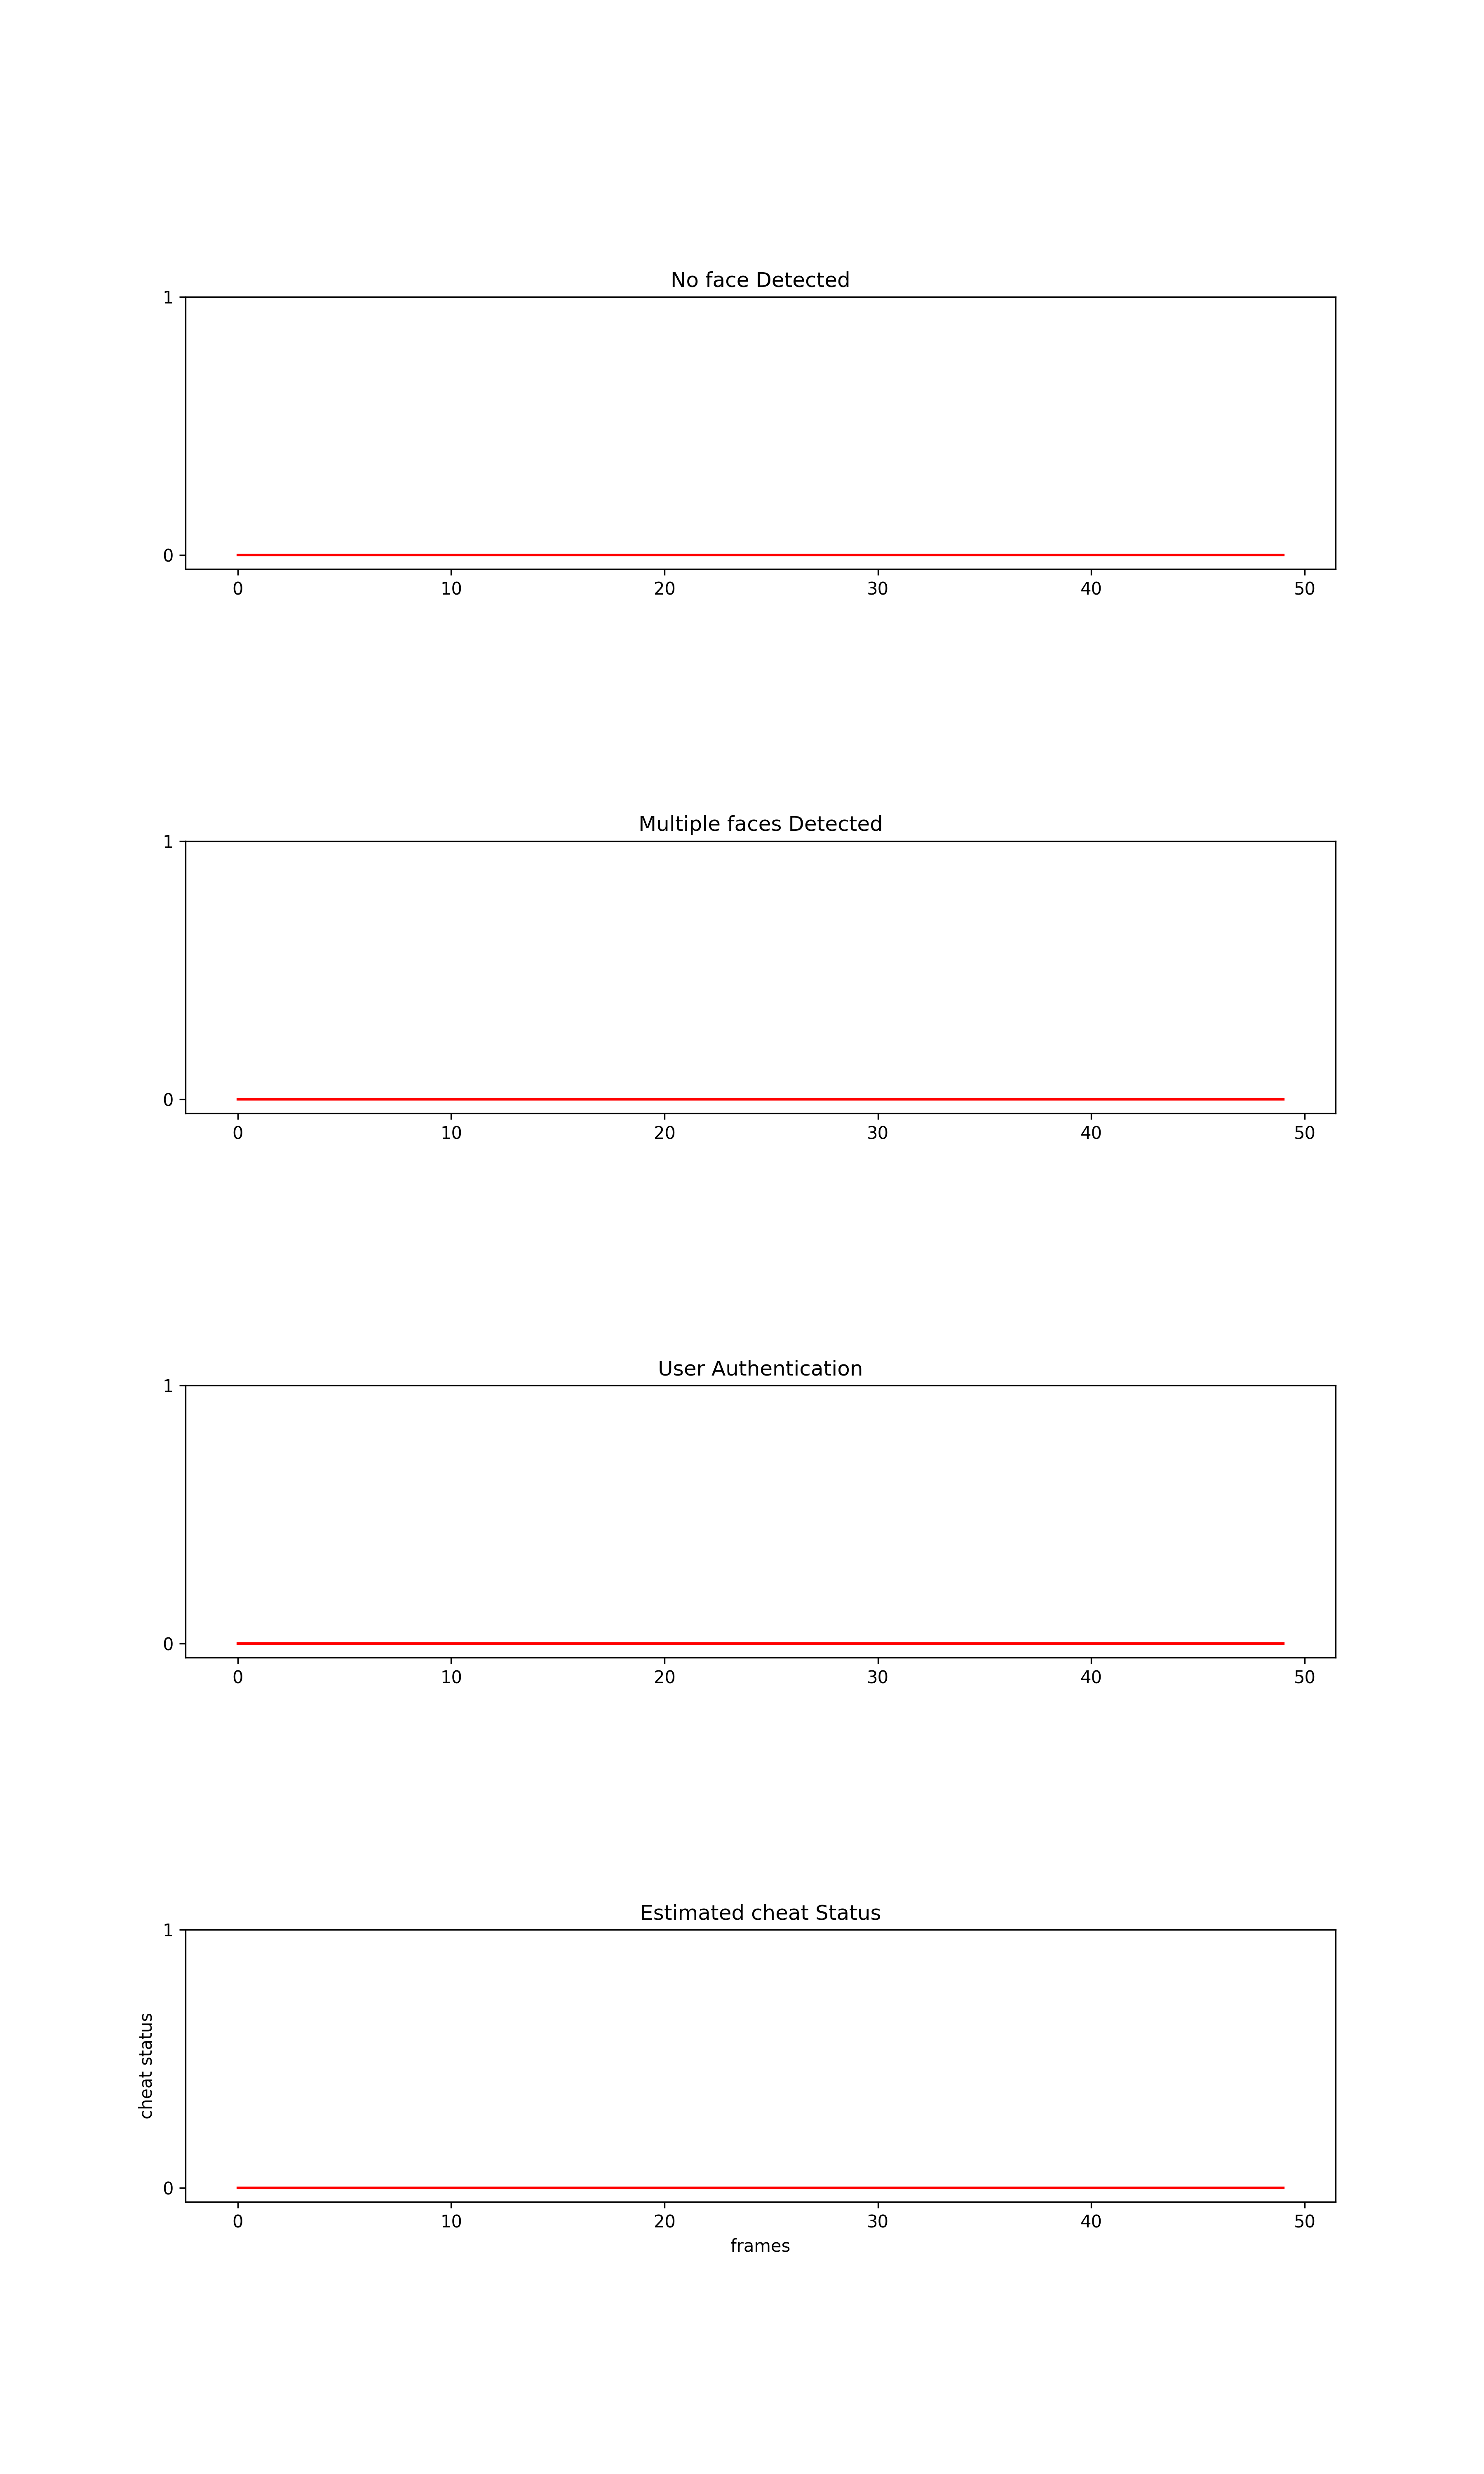 No face Detected
1
0
0 10 20 30 40 50
Multiple faces Detected
1
0
0 10 20 30 40 50
User Authentication
1
0
0 10 20 30 40 50
Estimated cheat Status
1
cheat status
0
0 10 20 30 40 50
frames